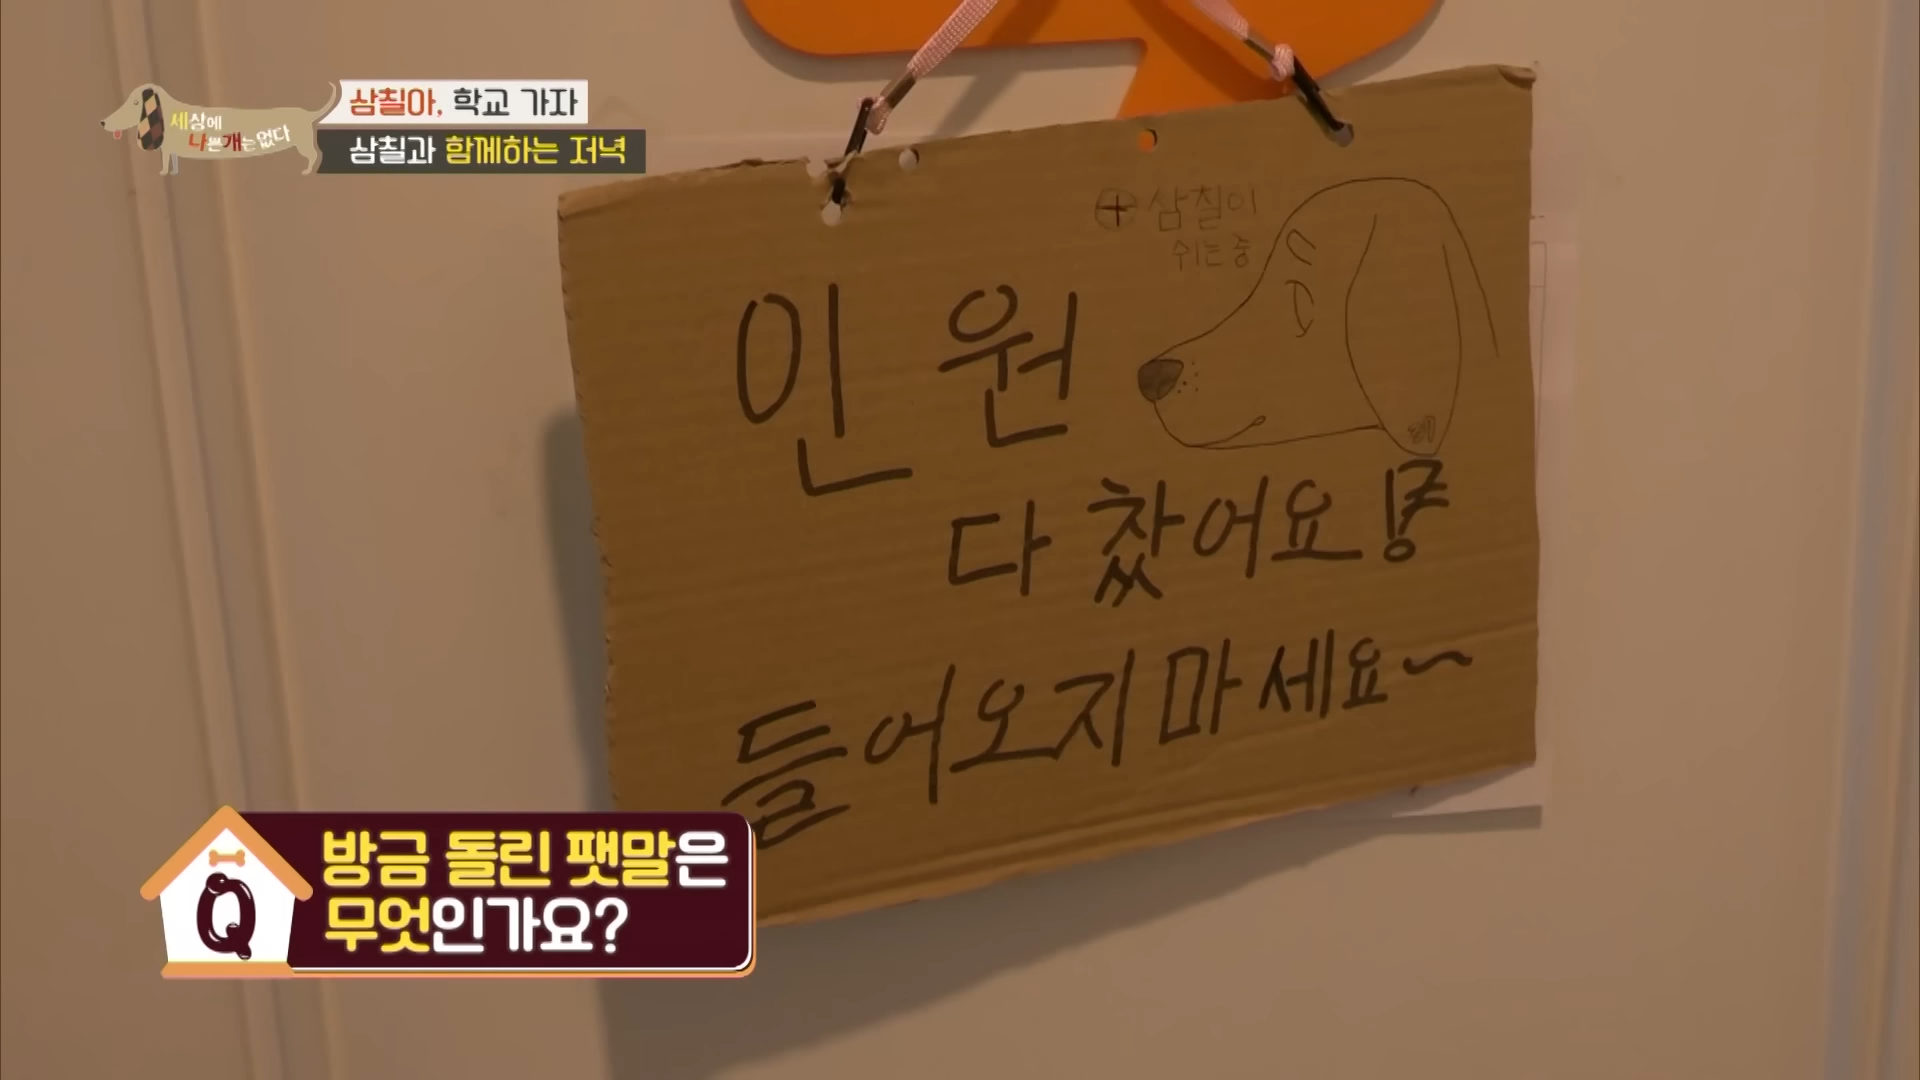 세상에
나쁜 개는 없다
삼칠아, 학교 가자
삼칠과 함께하는 저녁
⊕ 삼칠이
쉬는 중
인원
다 찼어요!
들어오지 마세요~
Q
방금 돌린 팻말은
무엇인가요?